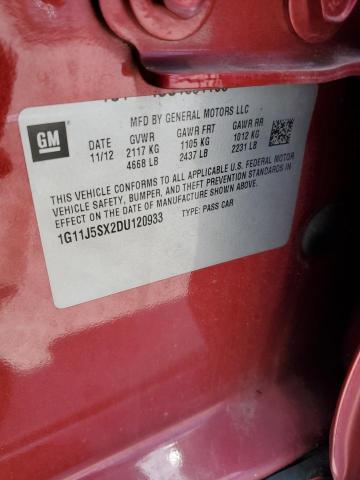 GM
MFD BY GENERAL MOTORS LLC
DATE GVWR GAWR FRT GAWR RR
11/12 2117 KG 1105 KG 1012 KG
4668 LB 2437 LB 2231 LB
THIS VEHICLE CONFORMS TO ALL APPLICABLE U.S. FEDERAL MOTOR
VEHICLE SAFETY, BUMPER, AND THEFT PREVENTION STANDARDS IN
EFFECT ON THE DATE OF MANUFACTURE SHOWN ABOVE.
1G11J5SX2DU120933 TYPE: PASS CAR